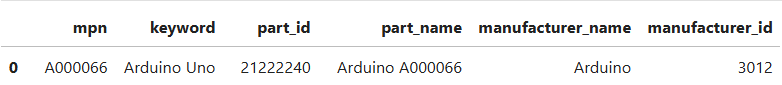 mpn keyword part_id part_name manufacturer_name manufacturer_id
0 A000066 Arduino Uno 21222240 Arduino A000066 Arduino 3012